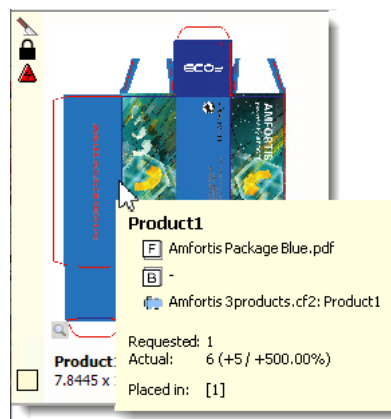 eco=
AMFORTIS
Product1
F Amfortis Package Blue.pdf
B -
Amfortis 3products.cf2: Product1
Requested: 1
Actual: 6 (+5 / +500.00%)
Placed in: [1]
Product
7.8445 x